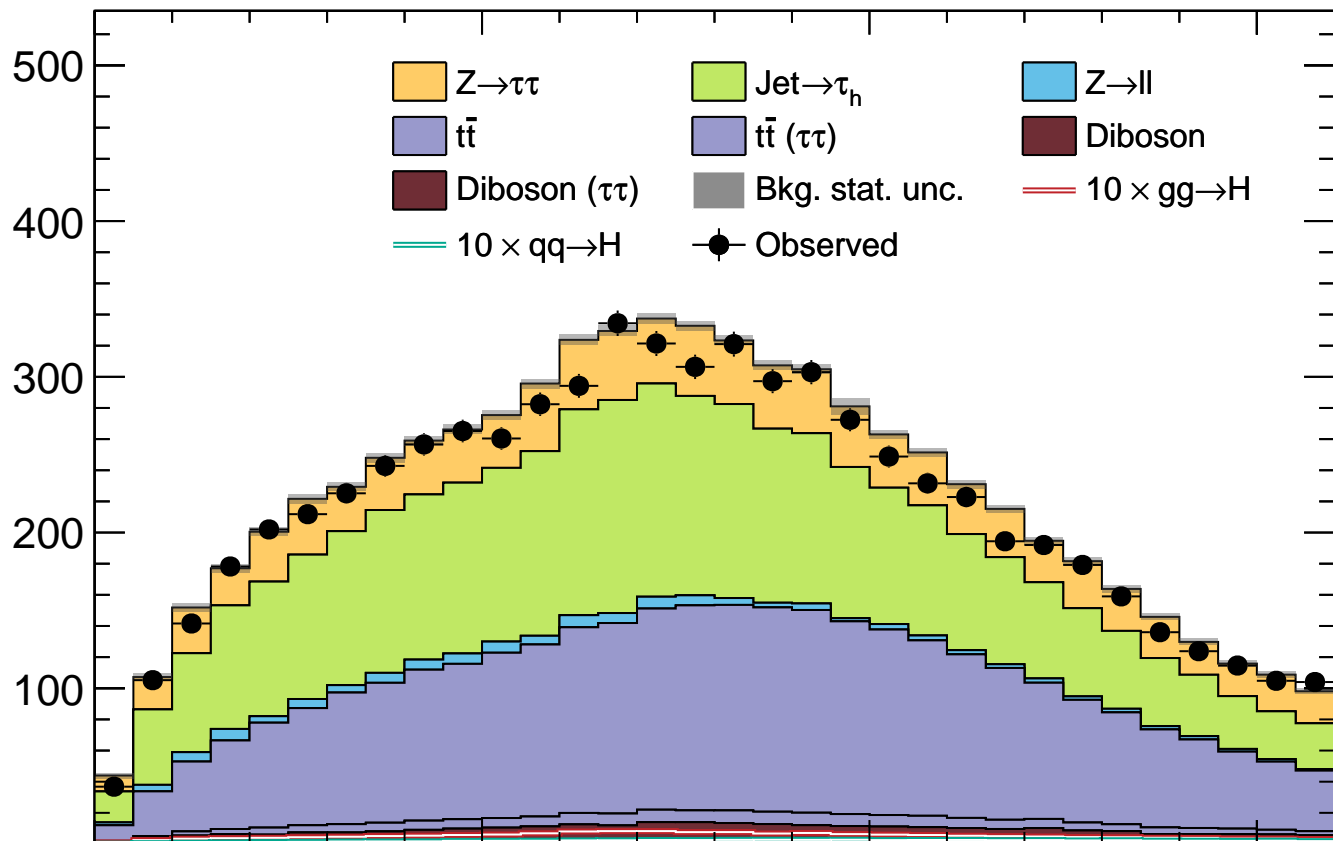 500
Z→ττ Jet→τh Z→ll
tt̄ tt̄ (ττ) Diboson
Diboson (ττ) Bkg. stat. unc. 10 × gg→H
400
10 × qq→H Observed
300
200
100